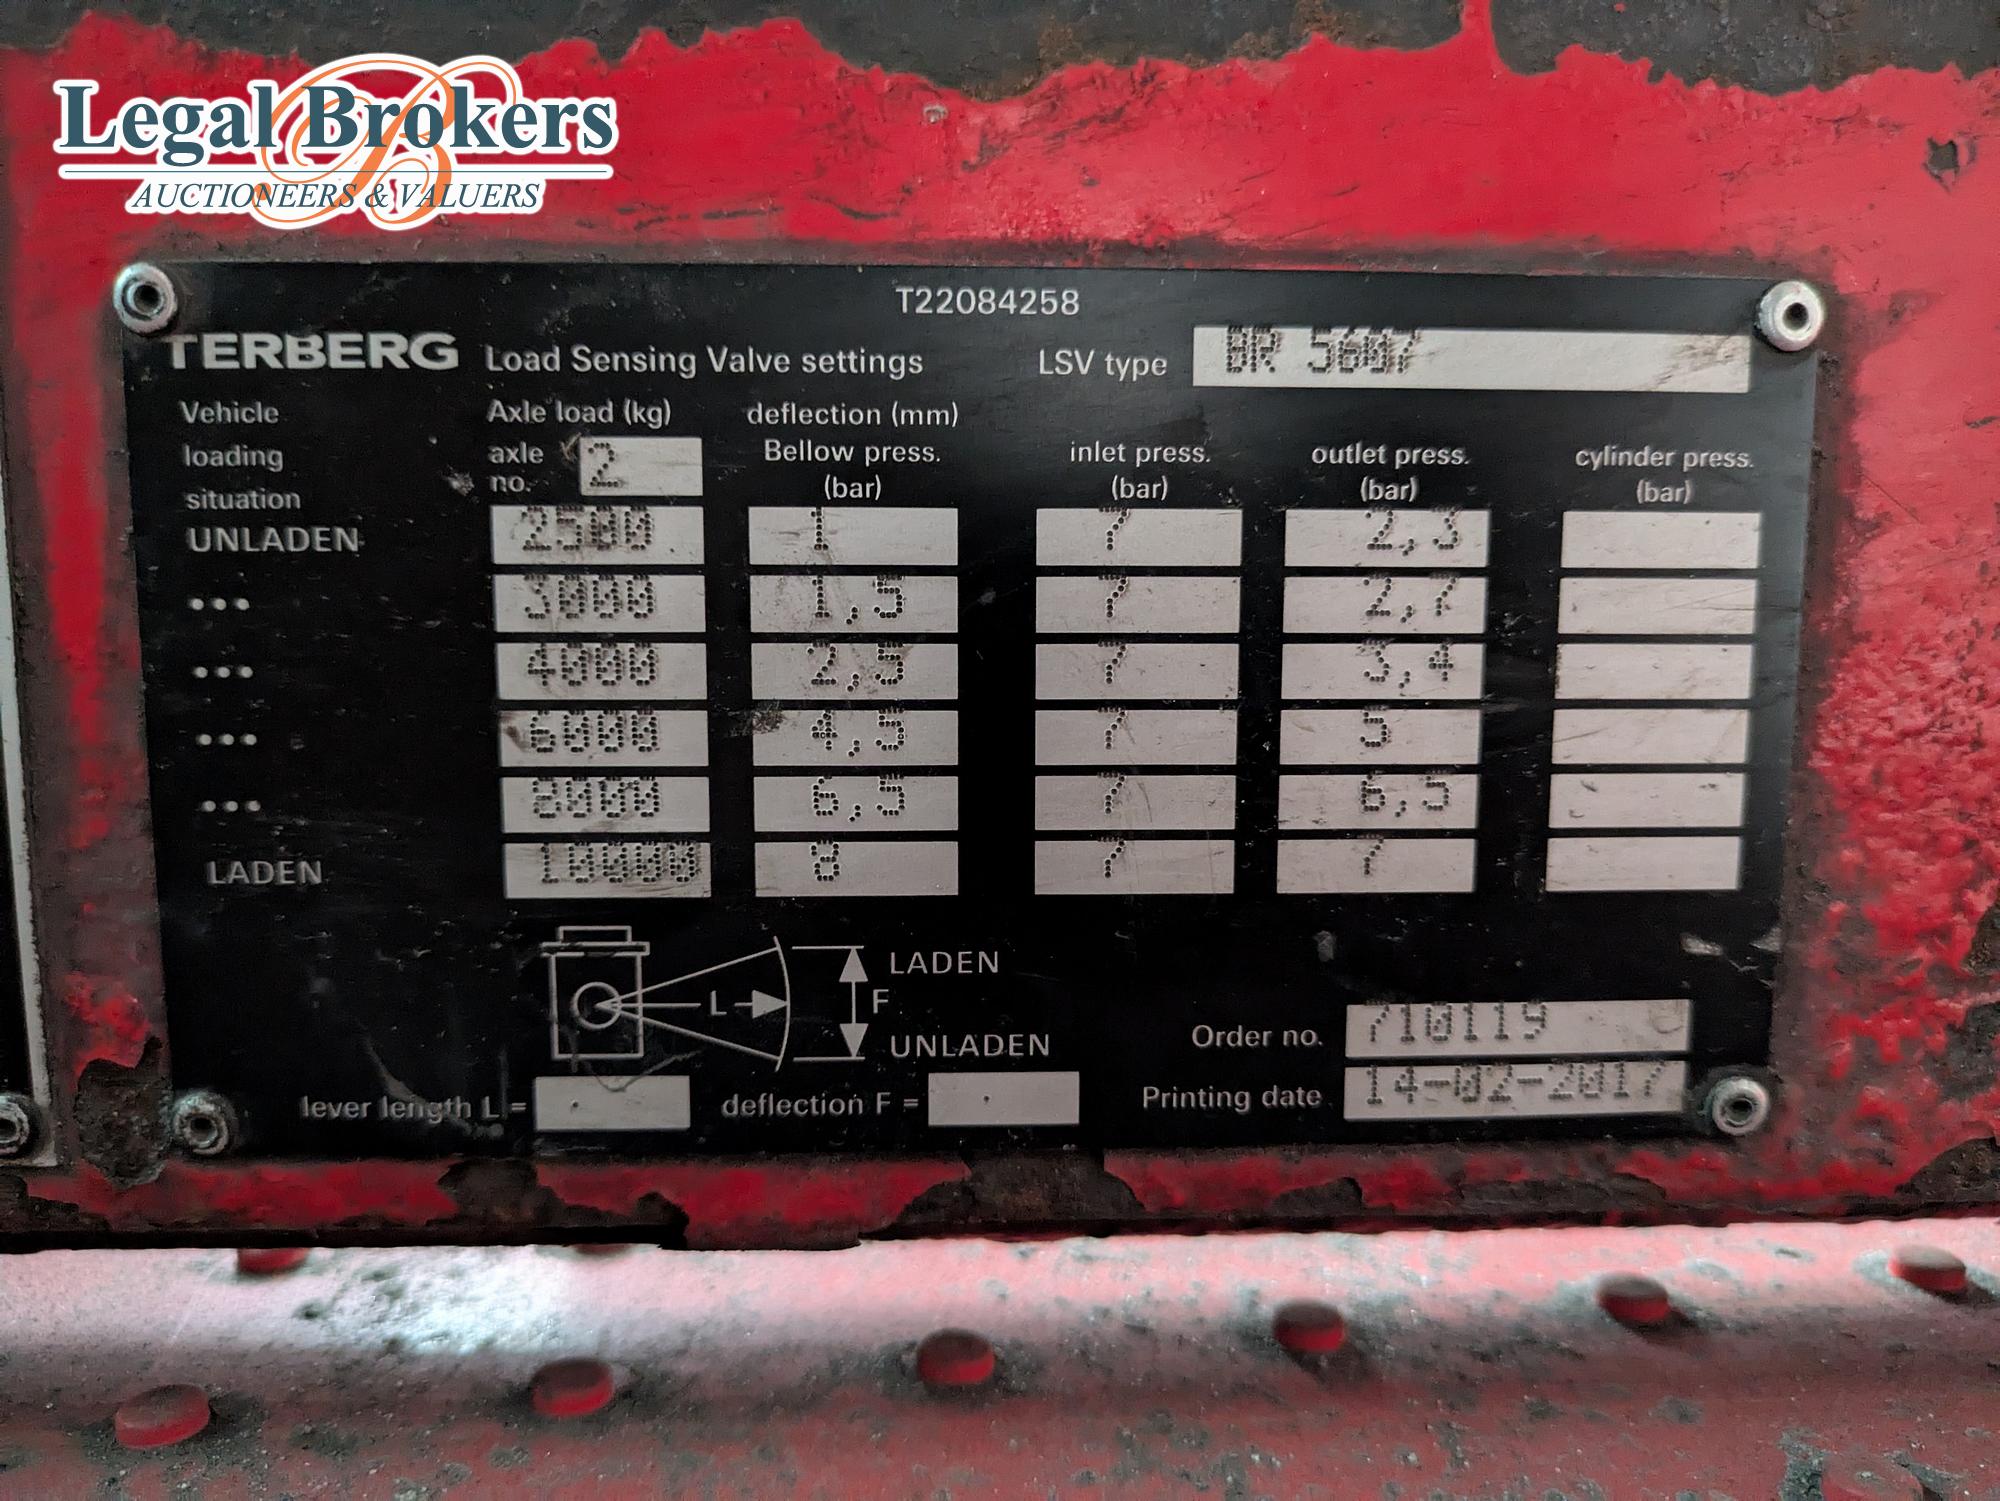 Legal Brokers
AUCTIONEERS & VALUERS
T22084258
TERBERG Load Sensing Valve settings LSV type BR 5607
Vehicle Axle load (kg) deflection (mm)
loading axle 2 Bellow press. inlet press. outlet press. cylinder press.
situation no. (bar) (bar) (bar) (bar)
UNLADEN 2500 1 7 2,3
... 3000 1,5 7 2,7
... 4000 2,5 7 3,4
... 6000 4,5 7 5
... 8000 6,5 7 6,5
LADEN 10000 8 7 7
LADEN
L F
UNLADEN
Order no. 710119
lever length L = . deflection F = . Printing date 14-02-2017